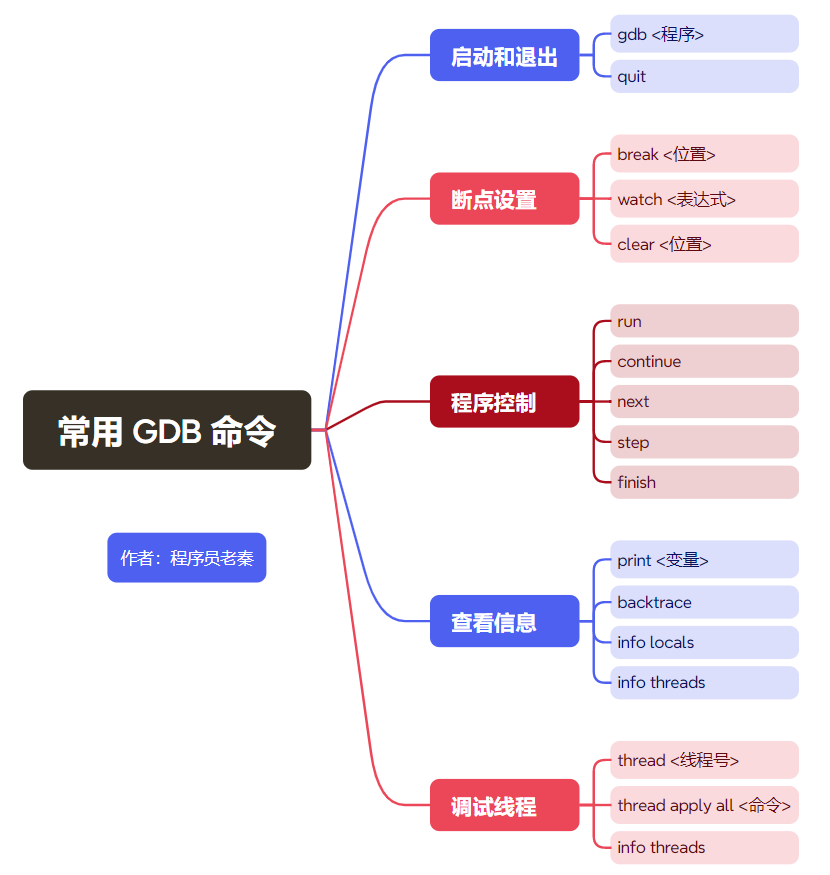 常用 GDB 命令
作者：程序员老秦
启动和退出
gdb <程序>
quit
断点设置
break <位置>
watch <表达式>
clear <位置>
程序控制
run
continue
next
step
finish
查看信息
print <变量>
backtrace
info locals
info threads
调试线程
thread <线程号>
thread apply all <命令>
info threads